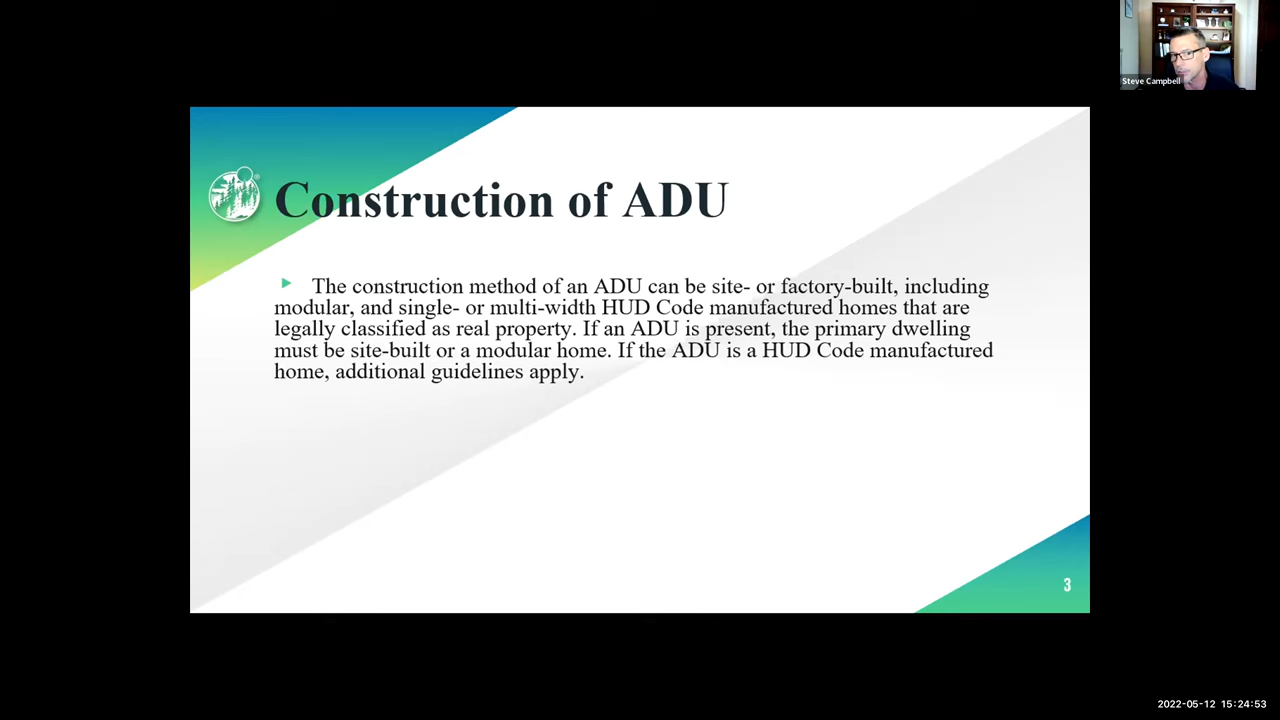 Steve Campbell
Construction of ADU
The construction method of an ADU can be site- or factory-built, including
modular, and single- or multi-width HUD Code manufactured homes that are
legally classified as real property. If an ADU is present, the primary dwelling
must be site-built or a modular home. If the ADU is a HUD Code manufactured
home, additional guidelines apply.
3
2022-05-12 15:24:53